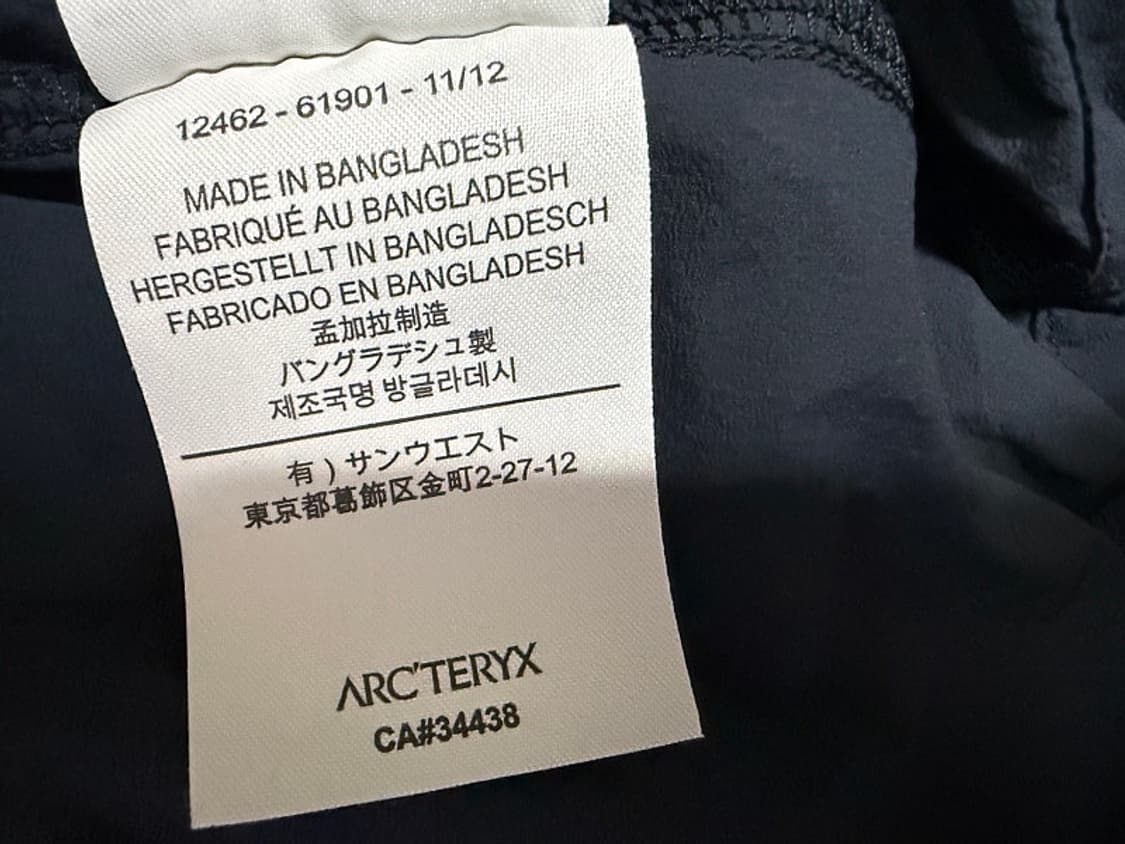 12462 - 61901 - 11/12
MADE IN BANGLADESH
FABRIQUÉ AU BANGLADESH
HERGESTELLT IN BANGLADESCH
FABRICADO EN BANGLADESH
孟加拉制造
バングラデシュ製
제조국명 방글라데시
有 ) サンウエスト
東京都葛飾区金町2-27-12
ARC'TERYX
CA#34438